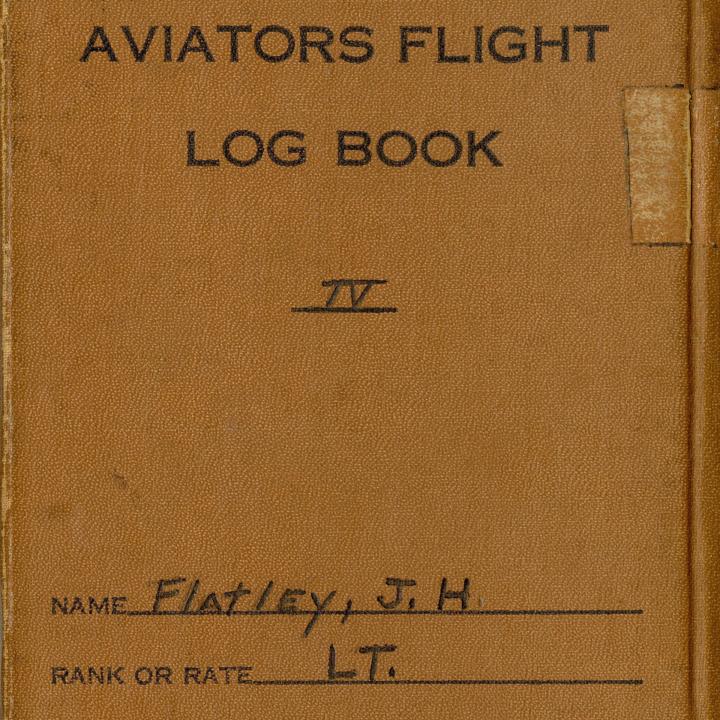 AVIATORS FLIGHT
LOG BOOK
IV
NAME Flatley, J. H.
RANK OR RATE LT.